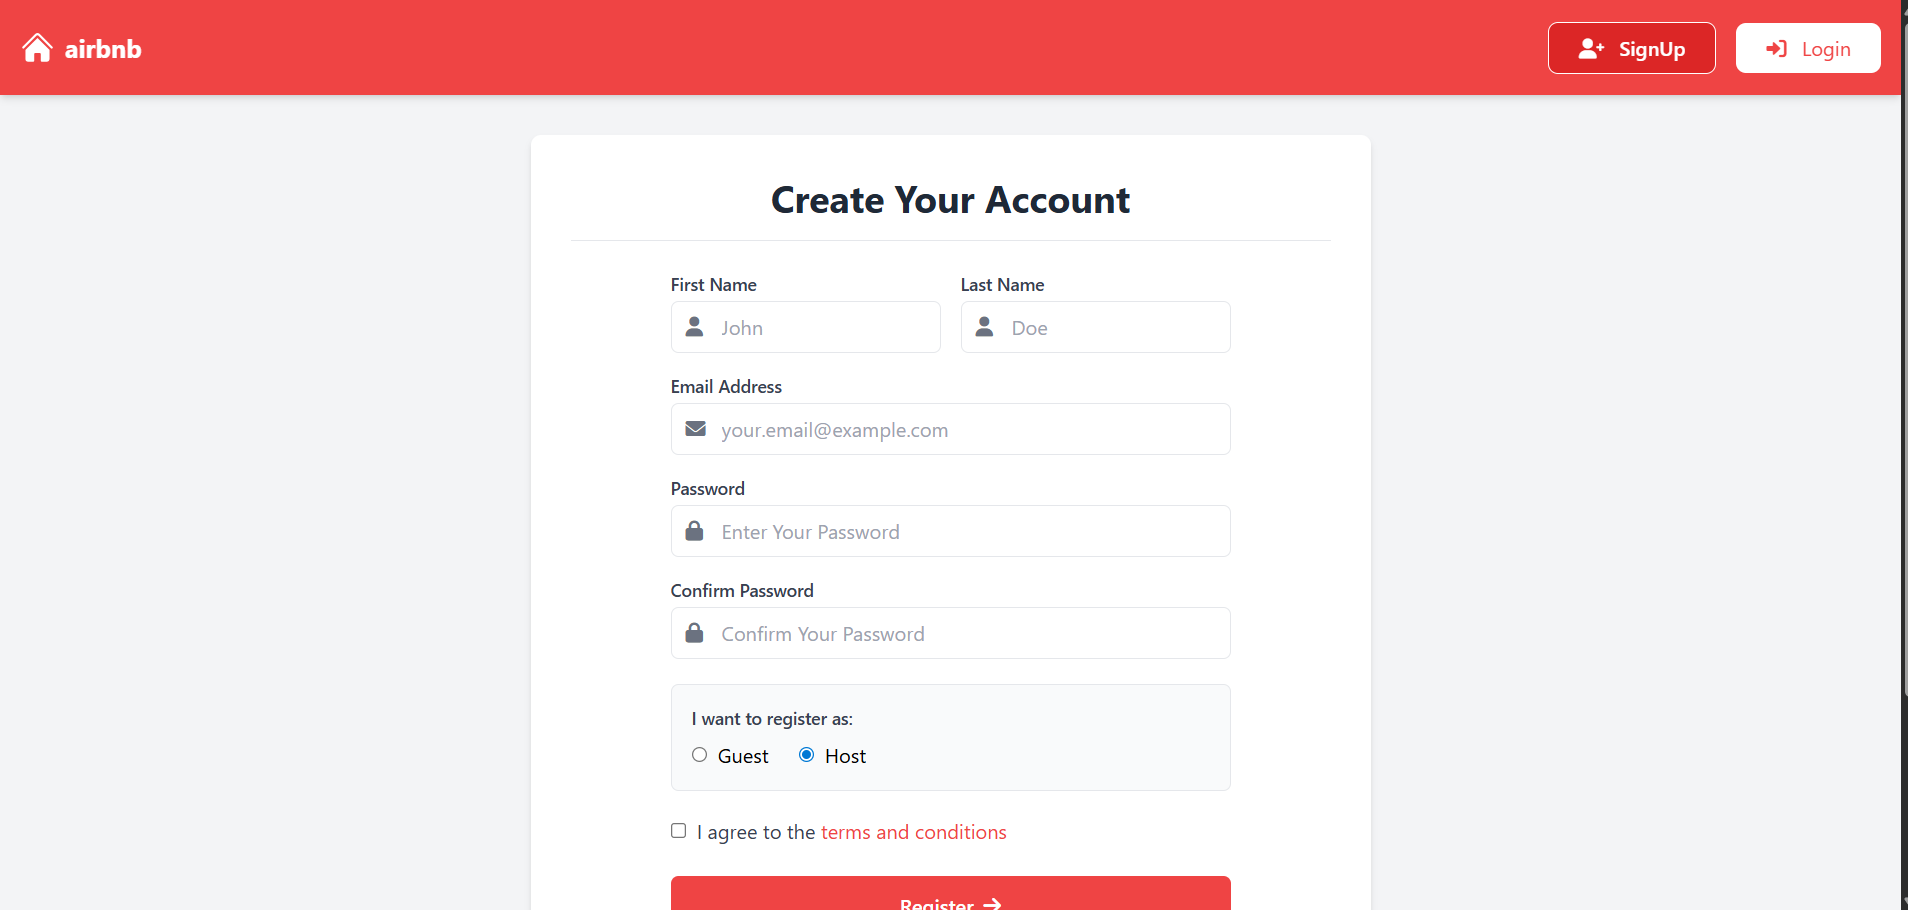 airbnb
SignUp
Login
Create Your Account
First Name
Last Name
John
Doe
Email Address
your.email@example.com
Password
Enter Your Password
Confirm Password
Confirm Your Password
I want to register as:
Guest
Host
I agree to the terms and conditions
Register